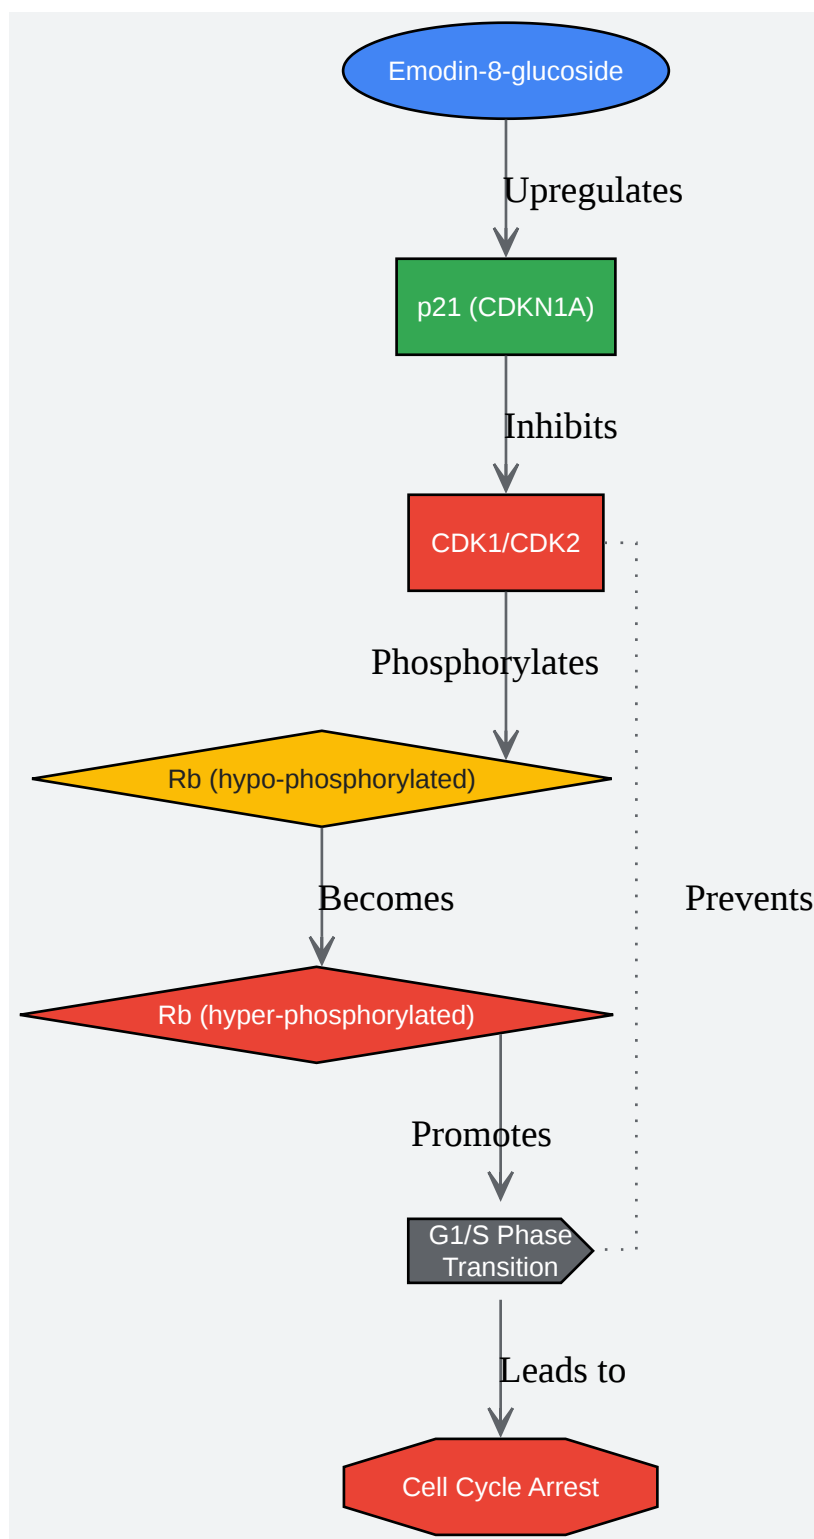 Emodin-8-glucoside
Upregulates
p21 (CDKN1A)
Inhibits
CDK1/CDK2
Phosphorylates
Rb (hypo-phosphorylated)
Becomes
Prevents
Rb (hyper-phosphorylated)
Promotes
G1/S Phase
Transition
Leads to
Cell Cycle Arrest